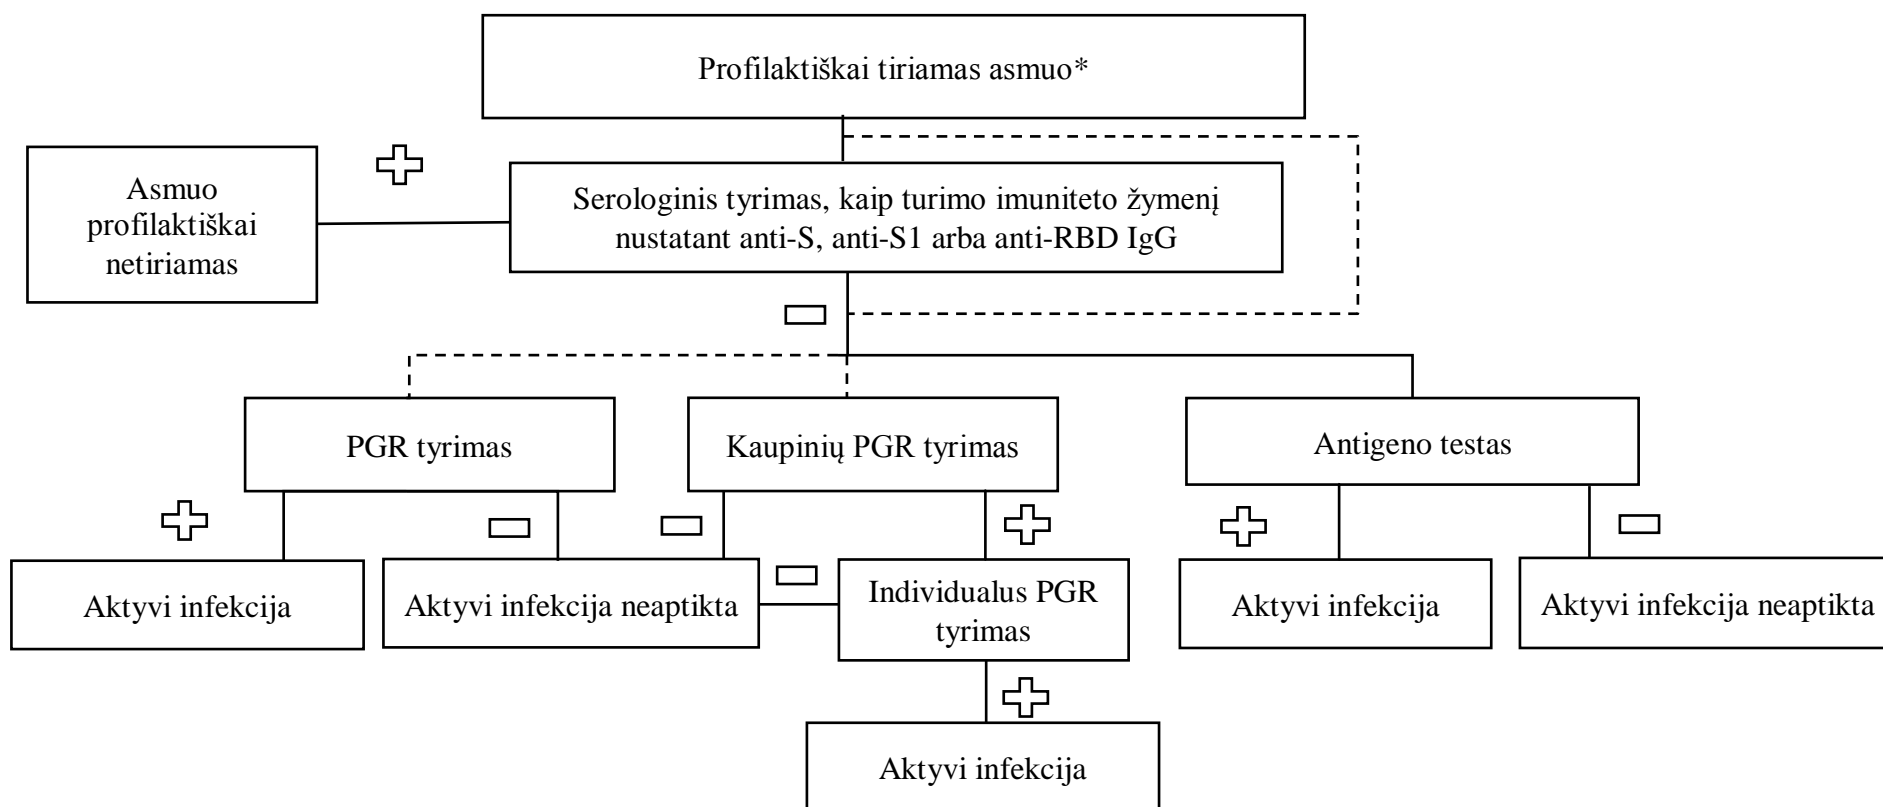 Profilaktiškai tiriamas asmuo*
Asmuo
profilaktiškai
netiriamas
Serologinis tyrimas, kaip turimo imuniteto žymenį
nustatant anti-S, anti-S1 arba anti-RBD IgG
PGR tyrimas
Kaupinių PGR tyrimas
Antigeno testas
Aktyvi infekcija
Aktyvi infekcija neaptikta
Individualus PGR
tyrimas
Aktyvi infekcija
Aktyvi infekcija neaptikta
Aktyvi infekcija